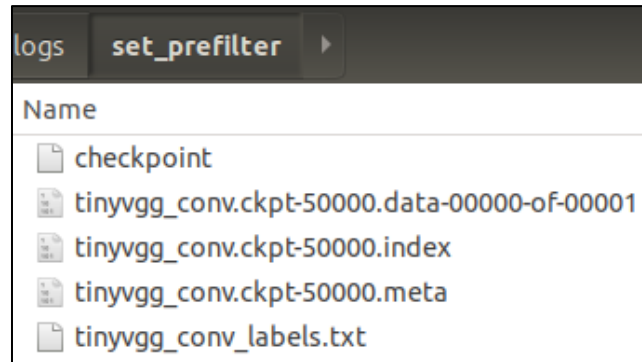 logs set_prefilter
Name
checkpoint
tinyvgg_conv.ckpt-50000.data-00000-of-00001
tinyvgg_conv.ckpt-50000.index
tinyvgg_conv.ckpt-50000.meta
tinyvgg_conv_labels.txt